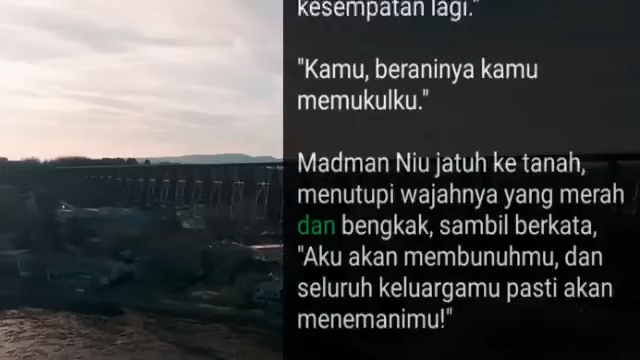 kesempatan lagi."
"Kamu, beraninya kamu
memukulku."
Madman Niu jatuh ke tanah,
menutupi wajahnya yang merah
dan bengkak, sambil berkata,
"Aku akan membunuhmu, dan
seluruh keluargamu pasti akan
menemanimu!"